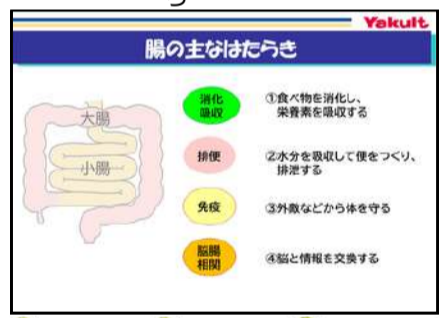 Yakult
腸の主なはたらき
大腸
小腸
消化
吸収
①食べ物を消化し、
栄養素を吸収する
排便
②水分を吸収して便をつくり、
排泄する
免疫
③外敵などから体を守る
脳腸
相関
④脳と情報を交換する